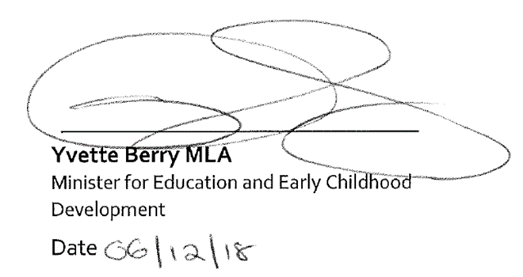 Yvette Berry MLA
Minister for Education and Early Childhood
Development
Date 06/12/18